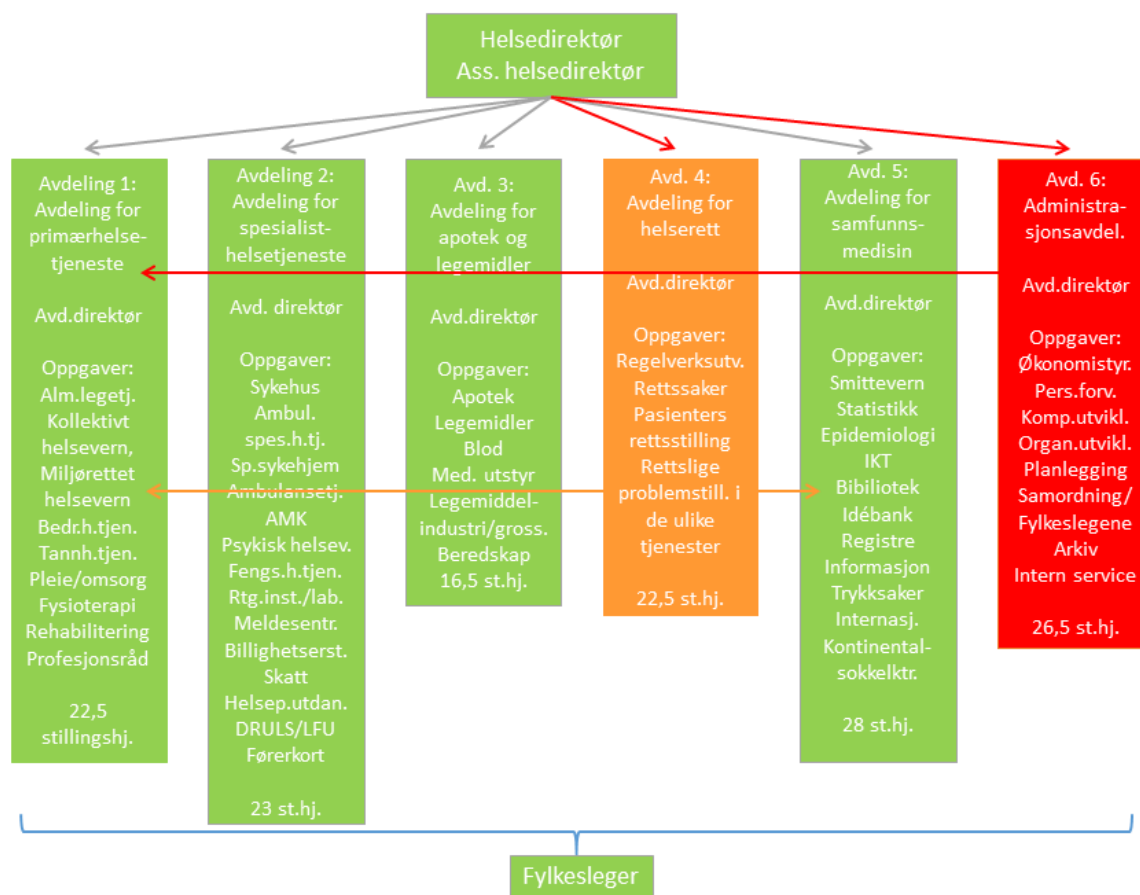 Helsedirektør
Ass. helsedirektør
Avdeling 1:
Avdeling for
primærhelse-
tjeneste
Avd.direktør
Oppgaver:
Alm.legetj.
Kollektivt
helsevern,
Miljørettet
helsevern
Bedr.h.tjen.
Tannh.tjen.
Pleie/omsorg
Fysioterapi
Rehabilitering
Profesjonsråd
22,5
stillingshj.
Avdeling 2:
Avdeling for
spesialist-
helsetjeneste
Avd. direktør
Oppgaver:
Sykehus
Ambul.
spes.h.tj.
Sp.sykehjem
Ambulansetj.
AMK
Psykisk helsev.
Fengs.h.tjen.
Rtg.inst./lab.
Meldesentr.
Billighetserst.
Skatt
Helsep.utdan.
DRULS/LFU
Førerkort
23 st.hj.
Avd. 3:
Avdeling for
apotek og
legemidler
Avd.direktør
Oppgaver:
Apotek
Legemidler
Blod
Med. utstyr
Legemiddel-
industri/gross.
Beredskap
16,5 st.hj.
Avd. 4:
Avdeling for
helserett
Avd.direktør
Oppgaver:
Regelverksutv.
Rettssaker
Pasienters
rettsstilling
Rettslige
problemstill. i
de ulike
tjenester
22,5 st.hj.
Avd. 5:
Avdeling for
samfunns-
medisin
Avd.direktør
Oppgaver:
Smittevern
Statistikk
Epidemiologi
IKT
Bibliotek
Idébank
Registre
Informasjon
Trykksaker
Internasj.
Kontinental-
sokkelktr.
28 st.hj.
Avd. 6:
Administra-
sjonsavdel.
Avd.direktør
Oppgaver:
Økonomistyr.
Pers.forv.
Komp.utvikl.
Organ.utvikl.
Planlegging
Samordning/
Fylkeslegene
Arkiv
Intern service
26,5 st.hj.
Fylkesleger